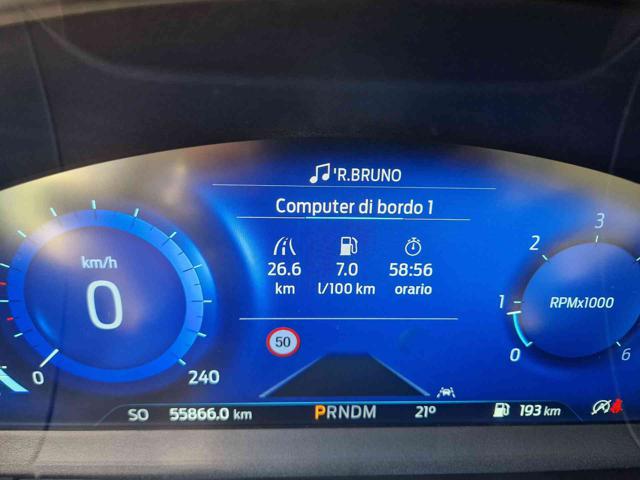 'R.BRUNO
Computer di bordo 1
26.6 7.0 58:56
km l/100 km orario
km/h
0
0 240
50
RPMx1000
0 1 2 3 6
SO 55866.0 km PRNDM 21° 193 km